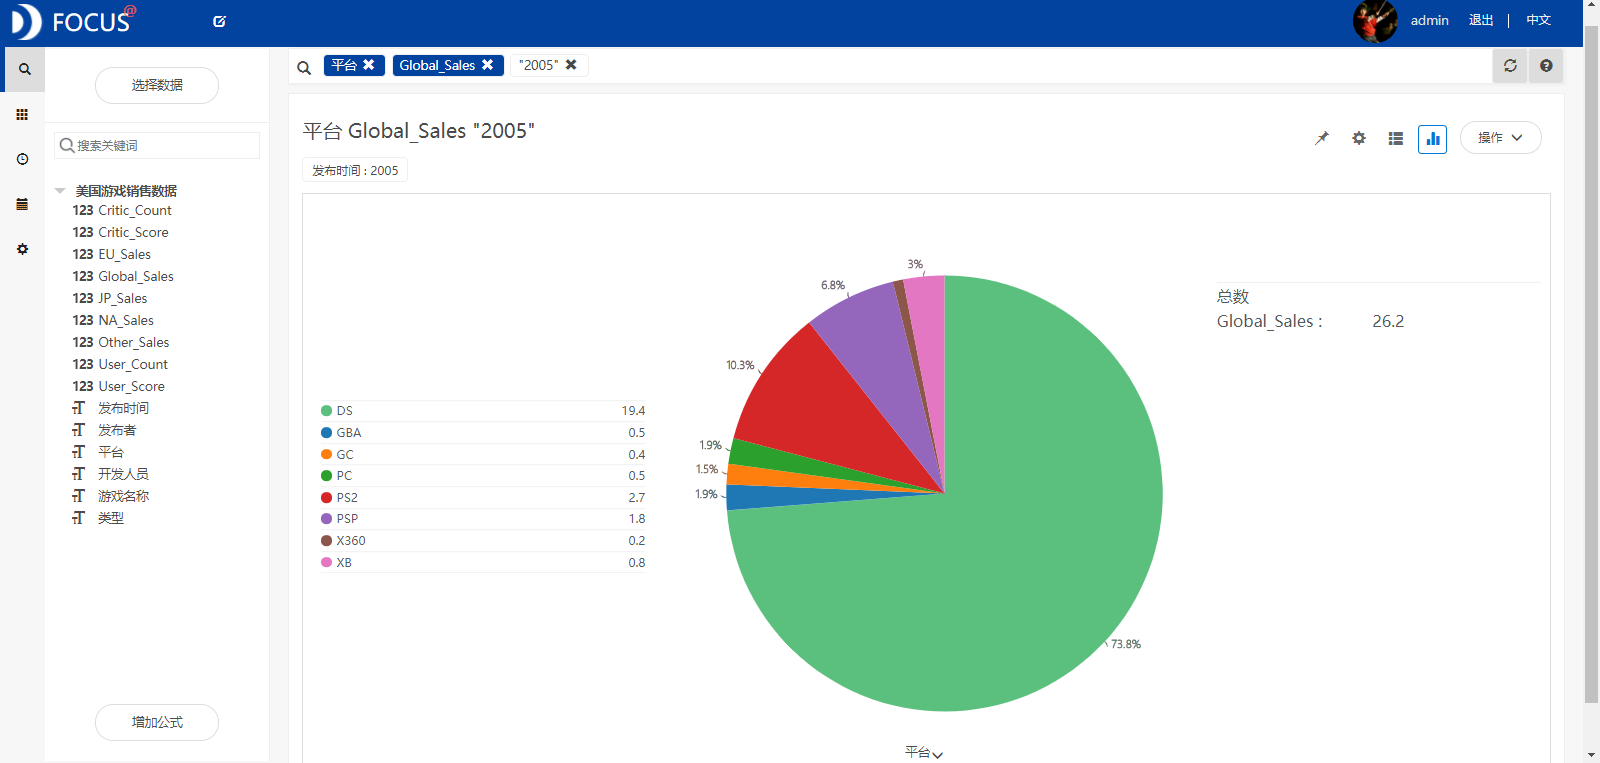 FOCUS@
admin 退出 | 中文
平台 ✖ Global_Sales ✖ "2005" ✖
选择数据
搜索关键词
美国游戏销售数据
123 Critic_Count
123 Critic_Score
123 EU_Sales
123 Global_Sales
123 JP_Sales
123 NA_Sales
123 Other_Sales
123 User_Count
123 User_Score
发布时间
发布者
平台
开发人员
游戏名称
类型
增加公式
平台 Global_Sales "2005"
操作
发布时间 : 2005
DS 19.4
GBA 0.5
GC 0.4
PC 0.5
PS2 2.7
PSP 1.8
X360 0.2
XB 0.8
3%
6.8%
10.3%
1.9%
1.5%
1.9%
73.8%
平台
总数
Global_Sales : 26.2